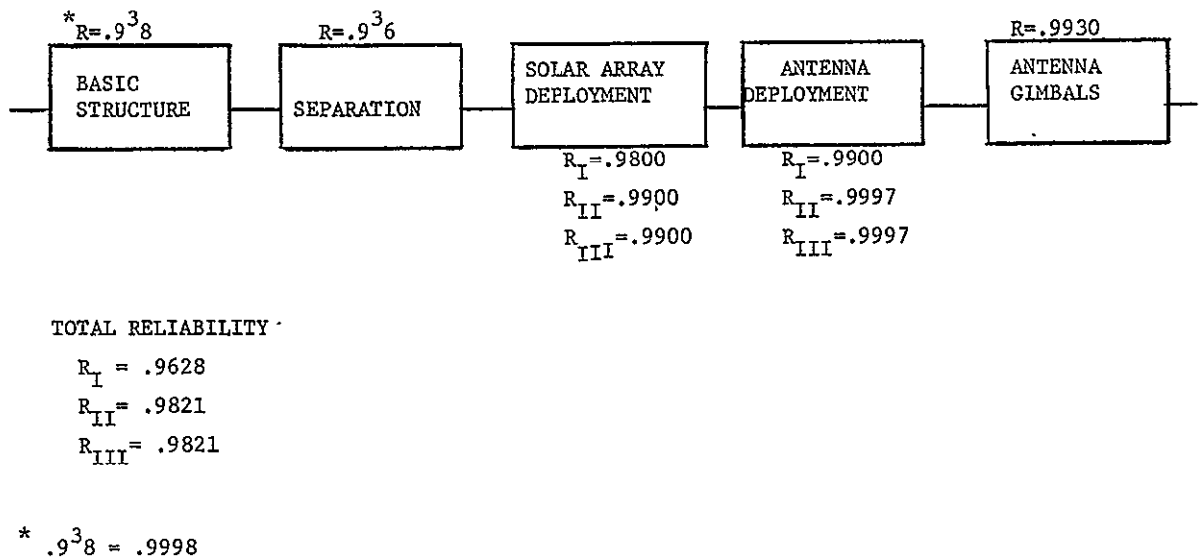 *R=.9³8
R=.9³6
R=.9930
BASIC
STRUCTURE
SEPARATION
SOLAR ARRAY
DEPLOYMENT
ANTENNA
DEPLOYMENT
ANTENNA
GIMBALS
R_I=.9800
R_II=.9900
R_III=.9900
R_I=.9900
R_II=.9997
R_III=.9997
TOTAL RELIABILITY
R_I = .9628
R_II= .9821
R_III= .9821
* .9³8 = .9998